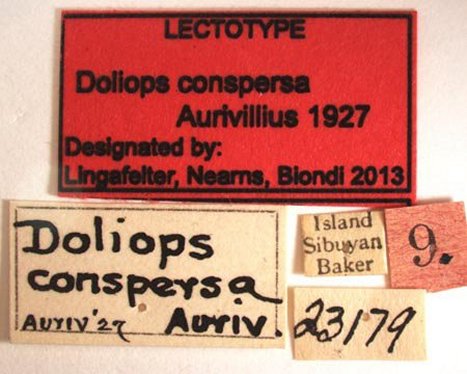 LECTOTYPE
Doliops conspersa
Aurivillius 1927
Designated by:
Lingafelter, Nearns, Biondi 2013
Doliops
conspersa
AURIV'27 AURIV.
Island
Sibuyan
Baker
9.
23179